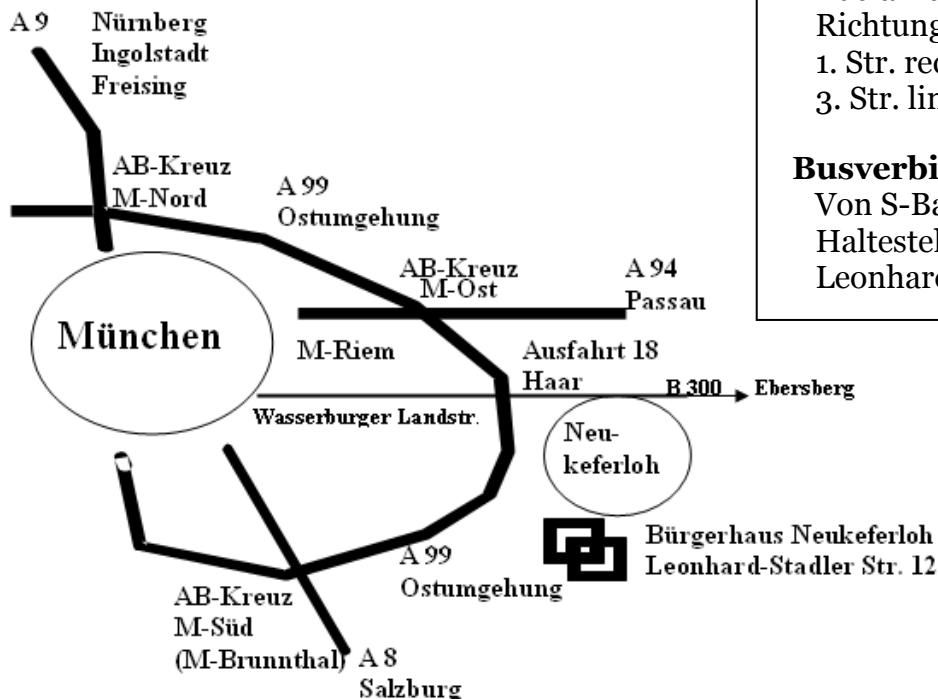 A 9
Nürnberg
Ingolstadt
Freising
AB-Kreuz
M-Nord
A 99
Ostumgehung
AB-Kreuz
M-Ost
A 94
Passau
München
M-Riem
Ausfahrt 18
Haar
B 300
Ebersberg
Wasserburger Landstr.
Neu-
keferloh
Bürgerhaus Neukeferloh
Leonhard-Stadler Str. 12
A 99
Ostumgehung
AB-Kreuz
M-Süd
(M-Brunnthal)
A 8
Salzburg
Richtung
1. Str. rec
3. Str. lin
Busverbi
Von S-Ba
Haltestel
Leonhard